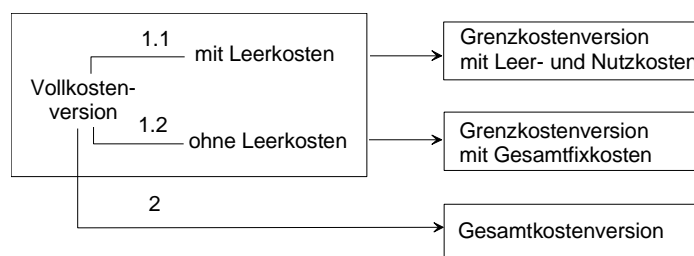 1.1
mit Leerkosten
Grenzkostenversion
mit Leer- und Nutzkosten
Vollkosten-
version
1.2
ohne Leerkosten
Grenzkostenversion
mit Gesamtfixkosten
2
Gesamtkostenversion